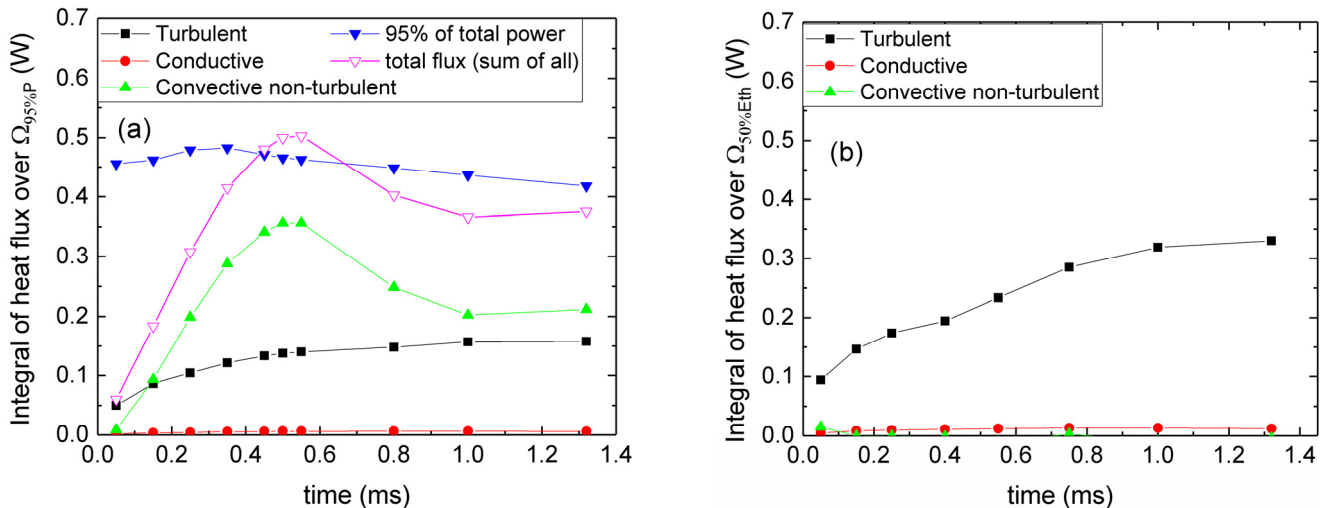 Integral of heat flux over Ω95%P (W)
0.7
0.6
0.5
0.4
0.3
0.2
0.1
0.0
Turbulent
Conductive
Convective non-turbulent
95% of total power
total flux (sum of all)
(a)
0.0 0.2 0.4 0.6 0.8 1.0 1.2 1.4
time (ms)
Integral of heat flux over Ω50%Eth (W)
0.7
0.6
0.5
0.4
0.3
0.2
0.1
0.0
Turbulent
Conductive
Convective non-turbulent
(b)
0.0 0.2 0.4 0.6 0.8 1.0 1.2 1.4
time (ms)